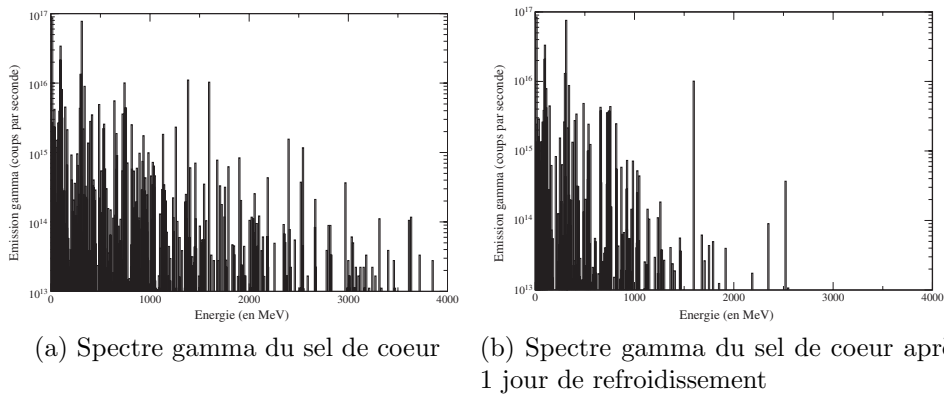 10¹⁷
10¹⁶
10¹⁵
10¹⁴
10¹³
Emission gamma (coups par seconde)
0 1000 2000 3000 4000
Energie (en MeV)
(a) Spectre gamma du sel de coeur
10¹⁷
10¹⁶
10¹⁵
10¹⁴
10¹³
Emission gamma (coups par seconde)
0 1000 2000 3000 4000
Energie (en MeV)
(b) Spectre gamma du sel de coeur aprè
1 jour de refroidissement